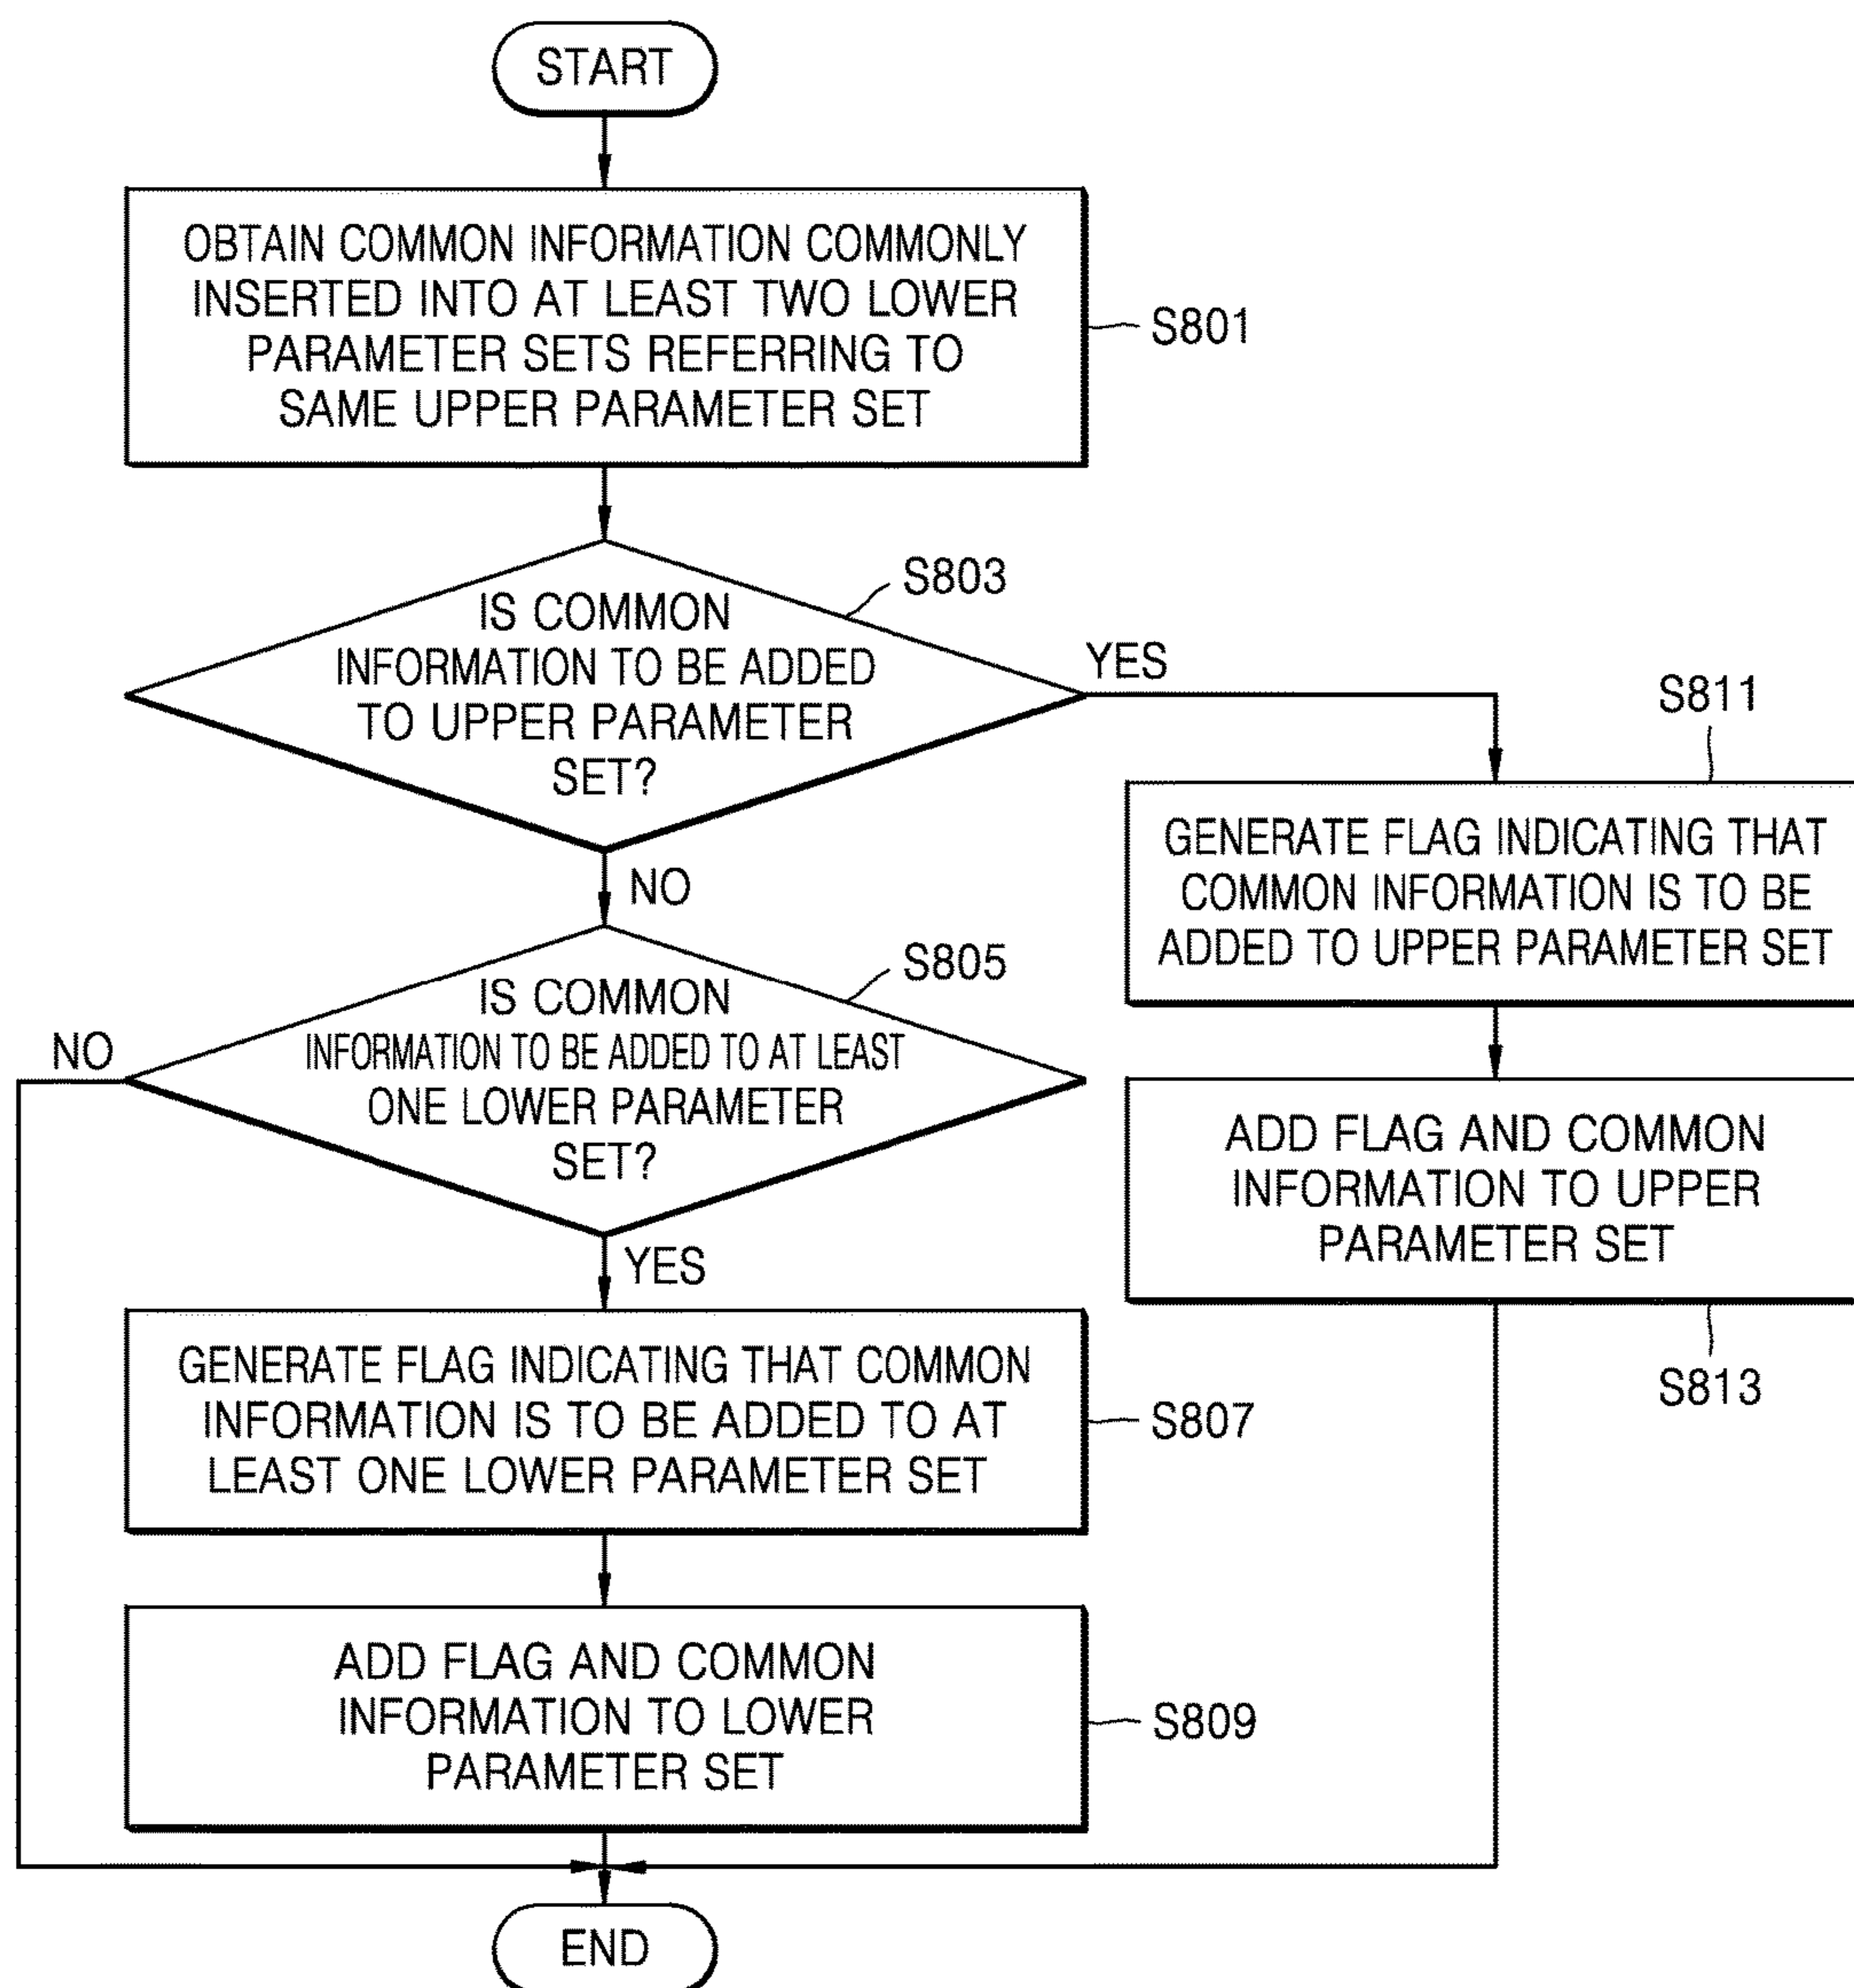 START
OBTAIN COMMON INFORMATION COMMONLY
INSERTED INTO AT LEAST TWO LOWER
PARAMETER SETS REFERRING TO
SAME UPPER PARAMETER SET
S801
S803
IS COMMON
INFORMATION TO BE ADDED
TO UPPER PARAMETER
SET?
YES
NO
S811
GENERATE FLAG INDICATING THAT
COMMON INFORMATION IS TO BE
ADDED TO UPPER PARAMETER SET
ADD FLAG AND COMMON
INFORMATION TO UPPER
PARAMETER SET
S813
S805
IS COMMON
INFORMATION TO BE ADDED TO AT LEAST
ONE LOWER PARAMETER
SET?
NO
YES
GENERATE FLAG INDICATING THAT COMMON
INFORMATION IS TO BE ADDED TO AT
LEAST ONE LOWER PARAMETER SET
S807
ADD FLAG AND COMMON
INFORMATION TO LOWER
PARAMETER SET
S809
END